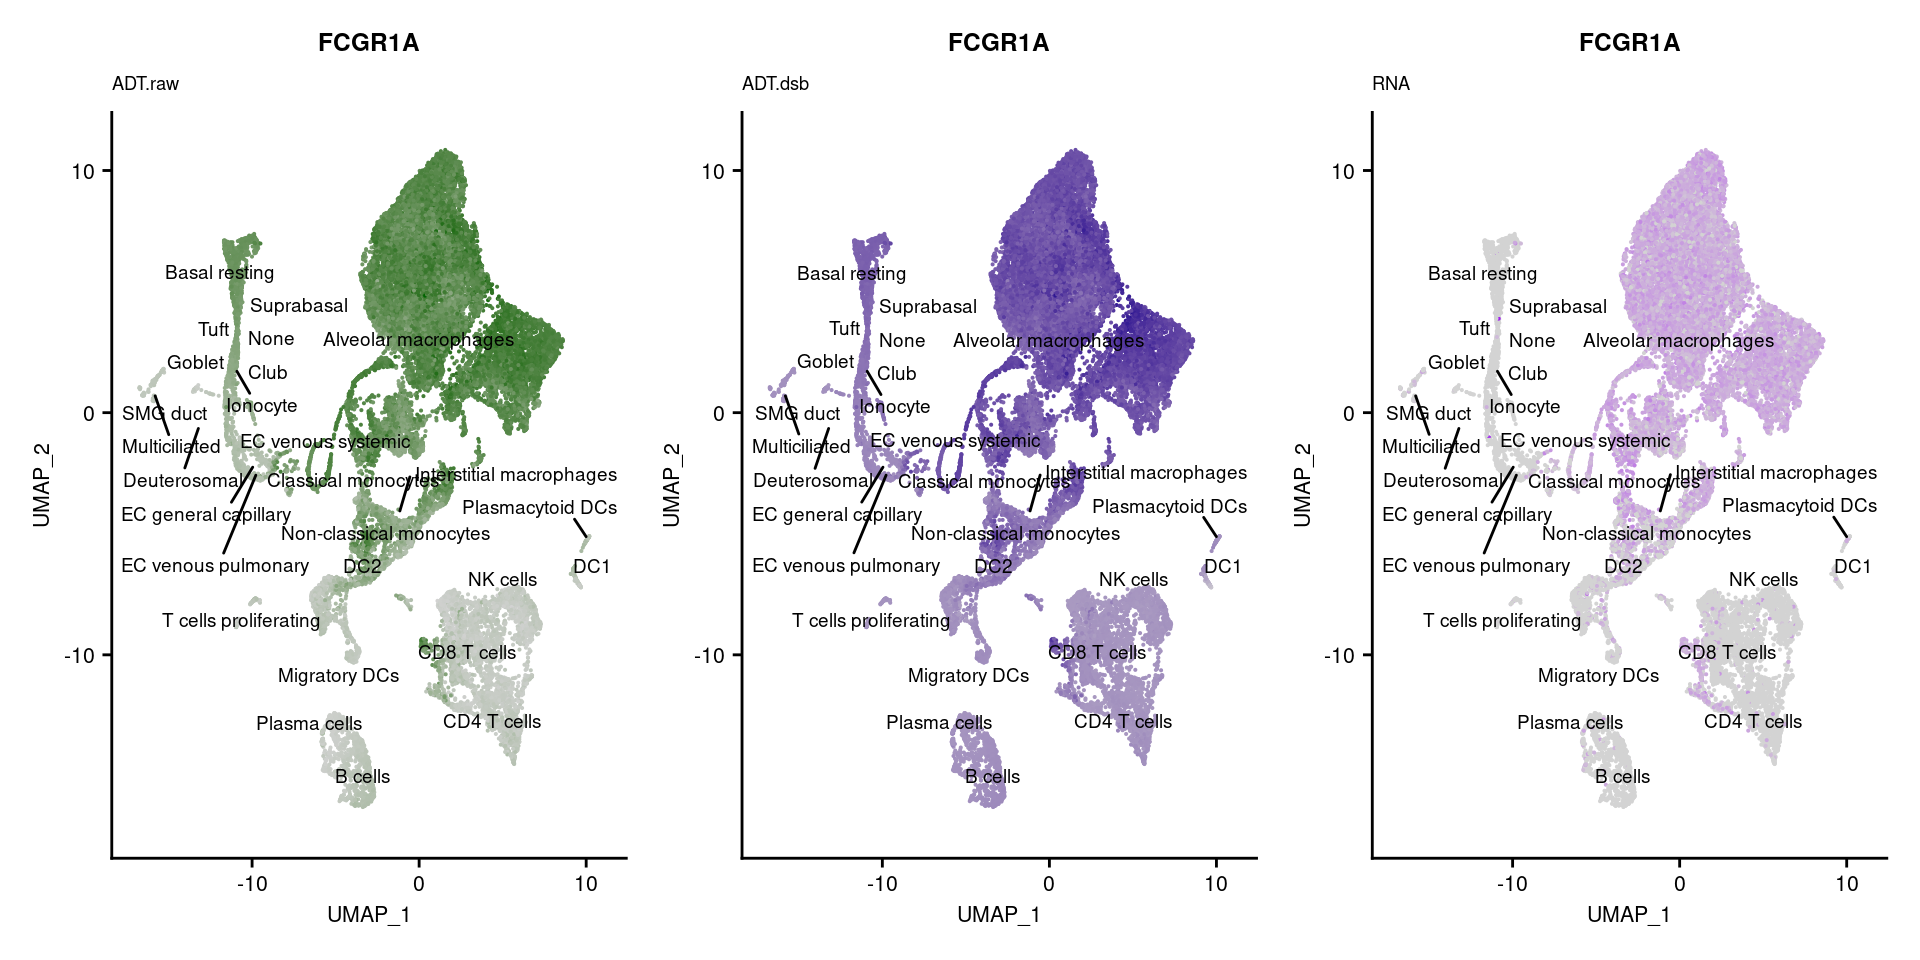 FCGR1A
ADT.raw
10
0
-10
UMAP_2
Basal resting
Suprabasal
Tuft
None
Alveolar macrophages
Goblet
Club
Ionocyte
SMG duct
EC venous systemic
Multiciliated
Interstitial macrophages
Deuterosomal
Classical monocytes
Plasmacytoid DCs
EC general capillary
Non-classical monocytes
EC venous pulmonary
DC2
DC1
NK cells
T cells proliferating
CD8 T cells
Migratory DCs
Plasma cells
CD4 T cells
B cells
-10
0
10
UMAP_1
FCGR1A
ADT.dsb
10
0
-10
UMAP_2
Basal resting
Suprabasal
Tuft
None
Alveolar macrophages
Goblet
Club
Ionocyte
SMG duct
EC venous systemic
Multiciliated
Interstitial macrophages
Deuterosomal
Classical monocytes
Plasmacytoid DCs
EC general capillary
Non-classical monocytes
EC venous pulmonary
DC2
DC1
NK cells
T cells proliferating
CD8 T cells
Migratory DCs
Plasma cells
CD4 T cells
B cells
-10
0
10
UMAP_1
FCGR1A
RNA
10
0
-10
UMAP_2
Basal resting
Suprabasal
Tuft
None
Alveolar macrophages
Goblet
Club
Ionocyte
SMG duct
EC venous systemic
Multiciliated
Interstitial macrophages
Deuterosomal
Classical monocytes
Plasmacytoid DCs
EC general capillary
Non-classical monocytes
EC venous pulmonary
DC2
DC1
NK cells
T cells proliferating
CD8 T cells
Migratory DCs
Plasma cells
CD4 T cells
B cells
-10
0
10
UMAP_1